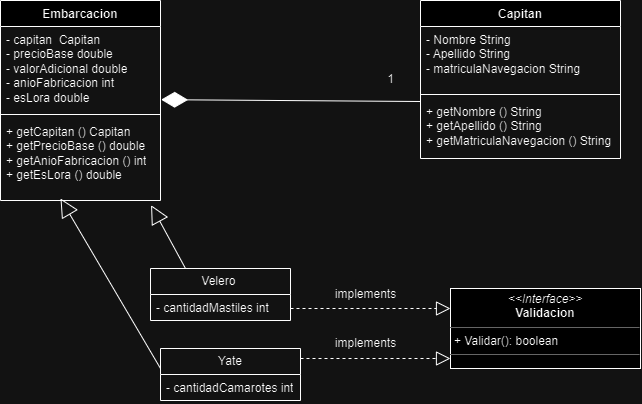 Embarcacion
- capitan  Capitan
- precioBase double
- valorAdicional double
- anioFabricacion int
- esLora double
+ getCapitan () Capitan
+ getPrecioBase () double
+ getAnioFabricacion () int
+ getEsLora () double
Capitan
- Nombre String
- Apellido String
- matriculaNavegacion String
+ getNombre () String
+ getApellido () String
+ getMatriculaNavegacion () String
1
Velero
- cantidadMastiles int
implements
Yate
- cantidadCamarotes int
implements
<<Interface>>
Validacion
+ Validar(): boolean